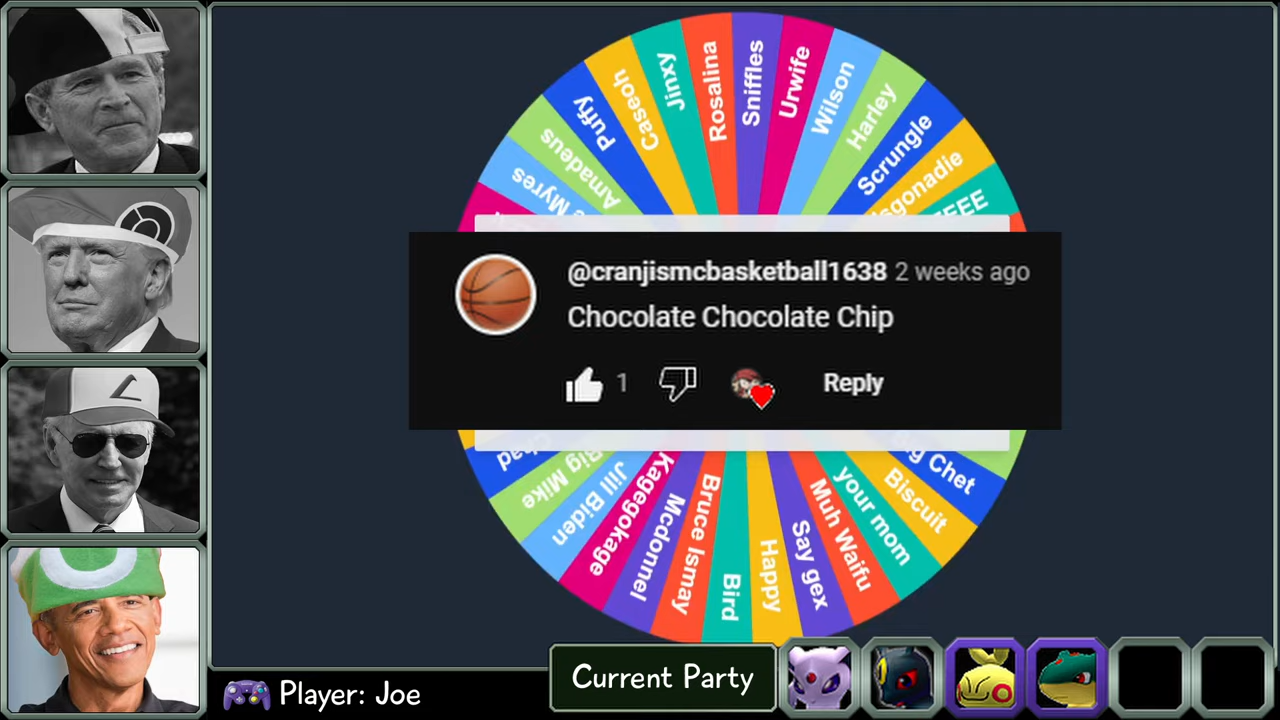 Jinxy
Rosalina
Sniffles
Urwife
Wilson
Caseoh
Harley
Puffy
Scrungle
Amadeus
Myres
@cranjismcbasketball1638 2 weeks ago
Chocolate Chocolate Chip
1
Reply
Chet
Big Mike
Biscuit
Jill Biden
your mom
Kagegokage
Muh Waifu
Mcdonnel
Say gex
Bruce Ismay
Happy
Bird
Current Party
Player: Joe